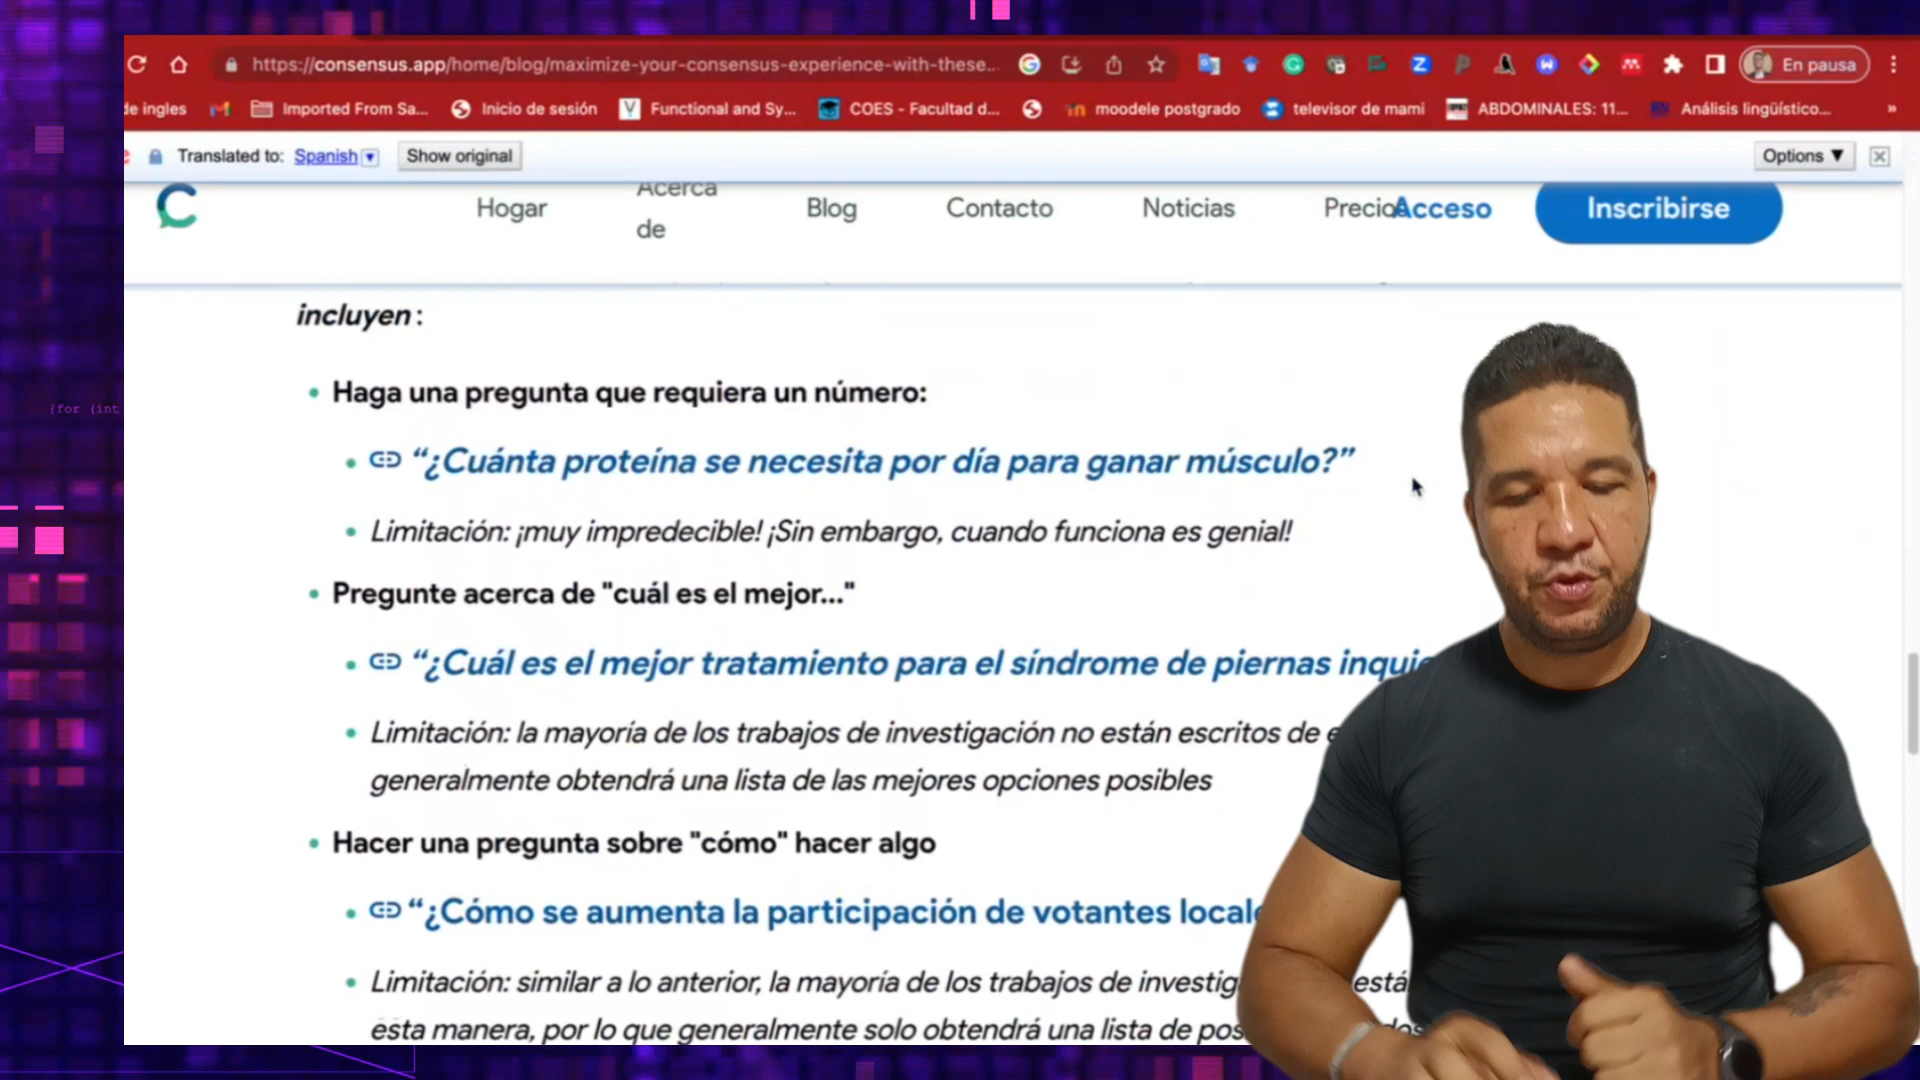 https://consensus.app/home/blog/maximize-your-consensus-experience-with-these...
En pausa
de ingles
Imported From Sa...
Inicio de sesión
Functional and Sy...
COES - Facultad d...
moodele postgrado
televisor de mami
ABDOMINALES: 11...
Análisis lingüístico...
»
Translated to: Spanish
Show original
Options ▼
Hogar
Acerca
de
Blog
Contacto
Noticias
Precios
Acceso
Inscribirse
incluyen :
• Haga una pregunta que requiera un número:
• “¿Cuánta proteína se necesita por día para ganar músculo?”
• Limitación: ¡muy impredecible! ¡Sin embargo, cuando funciona es genial!
• Pregunte acerca de "cuál es el mejor..."
• “¿Cuál es el mejor tratamiento para el síndrome de piernas
• Limitación: la mayoría de los trabajos de investigación no están escritos de
generalmente obtendrá una lista de las mejores opciones posibles
• Hacer una pregunta sobre "cómo" hacer algo
• “¿Cómo se aumenta la participación de votantes
• Limitación: similar a lo anterior, la mayoría de los trabajos de
esta manera, por lo que generalmente solo obtendrá una lista de
{for (int